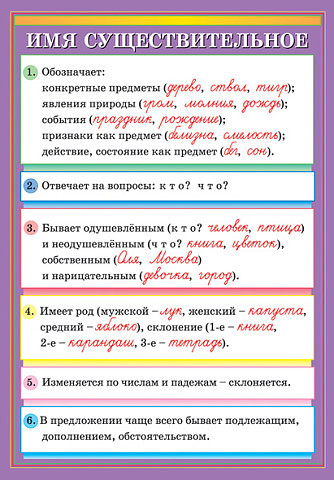 ИМЯ СУЩЕСТВИТЕЛЬНОЕ
1. Обозначает:
конкретные предметы (дерево, ствол, тигр);
явления природы (гром, молния, дождь);
события (праздник, рождение);
признаки как предмет (близна, смелость);
действие, состояние как предмет (бег, сон).
2. Отвечает на вопросы: к т о? ч т о?
3. Бывает одушевлённым (к т о? человек, птица)
и неодушевлённым (ч т о? книга, цветок),
собственным (Оля, Москва)
и нарицательным (девочка, город).
4. Имеет род (мужской – лук, женский – капуста,
средний – яблоко), склонение (1-е – книга,
2-е – карандаш, 3-е – тетрадь).
5. Изменяется по числам и падежам – склоняется.
6. В предложении чаще всего бывает подлежащим,
дополнением, обстоятельством.